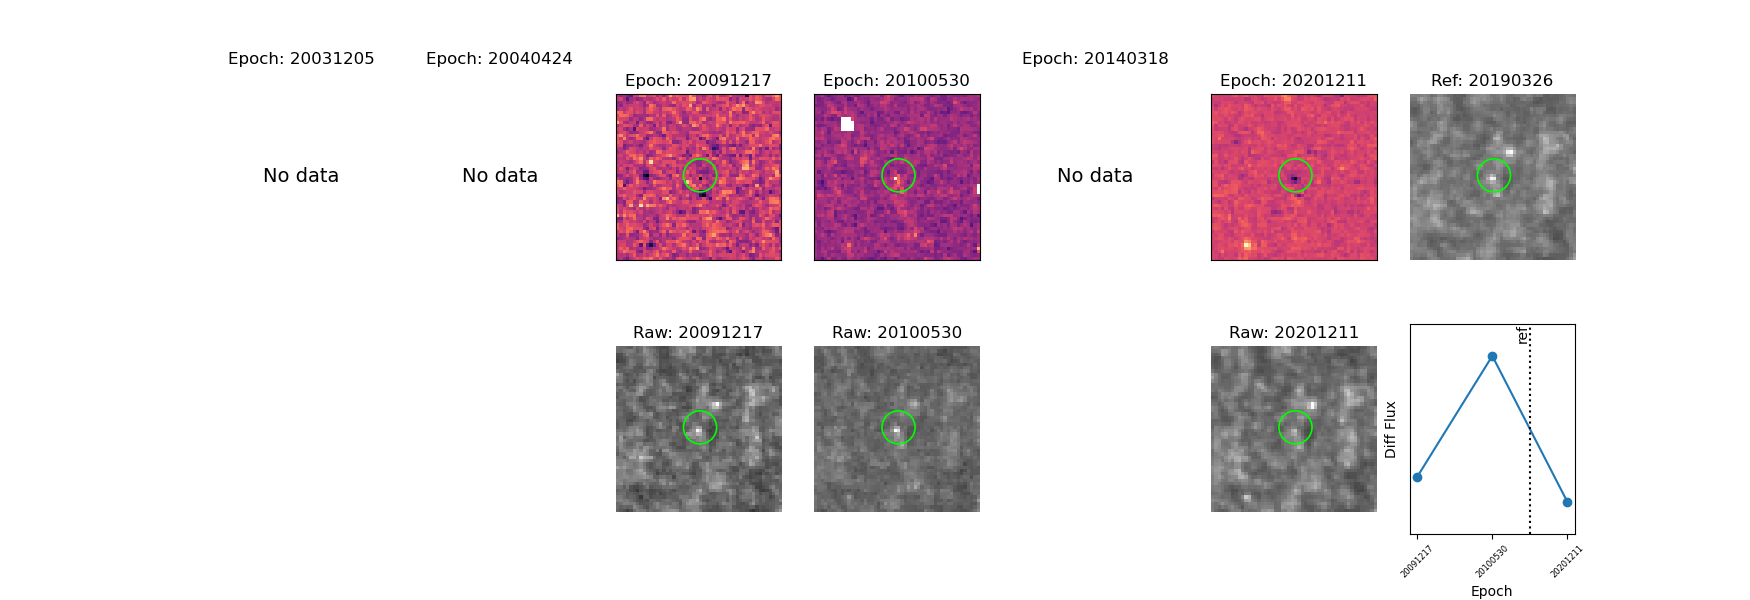 Epoch: 20031205
Epoch: 20040424
Epoch: 20140318
Epoch: 20091217
Epoch: 20100530
Epoch: 20201211
Ref: 20190326
No data
No data
No data
Raw: 20091217
Raw: 20100530
Raw: 20201211
ref
Diff Flux
20091217
20100530
20201211
Epoch